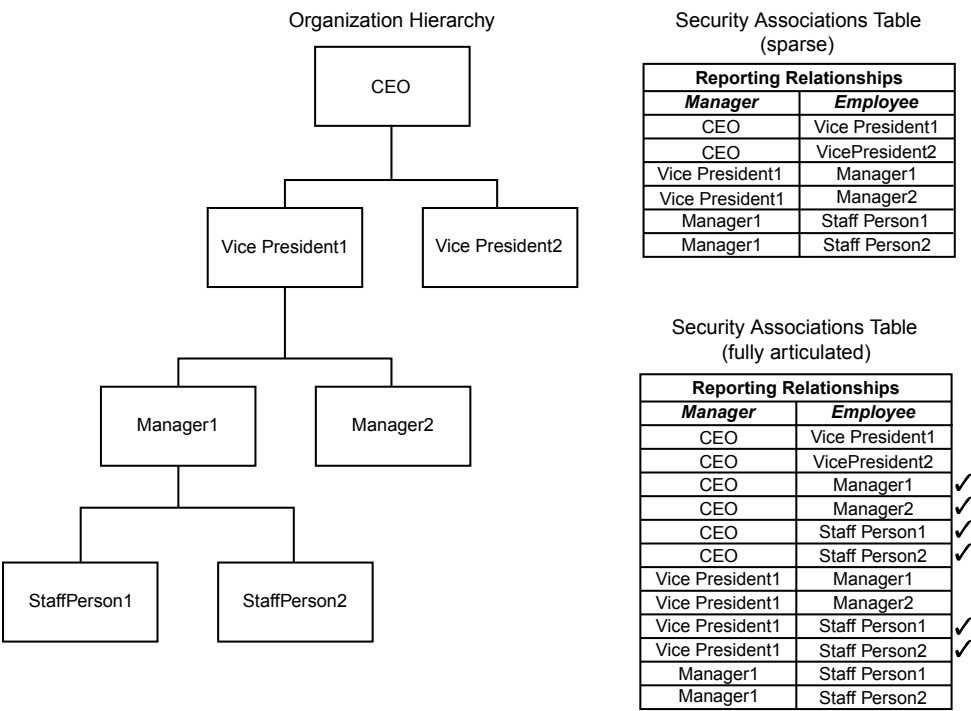 Organization Hierarchy
CEO
Vice President1
Vice President2
Manager1
Manager2
StaffPerson1
StaffPerson2
Security Associations Table
(sparse)
Reporting Relationships
Manager Employee
CEO Vice President1
CEO VicePresident2
Vice President1 Manager1
Vice President1 Manager2
Manager1 Staff Person1
Manager1 Staff Person2
Security Associations Table
(fully articulated)
Reporting Relationships
Manager Employee
CEO Vice President1
CEO VicePresident2
CEO Manager1 ✓
CEO Manager2 ✓
CEO Staff Person1 ✓
CEO Staff Person2 ✓
Vice President1 Manager1
Vice President1 Manager2
Vice President1 Staff Person1 ✓
Vice President1 Staff Person2 ✓
Manager1 Staff Person1
Manager1 Staff Person2